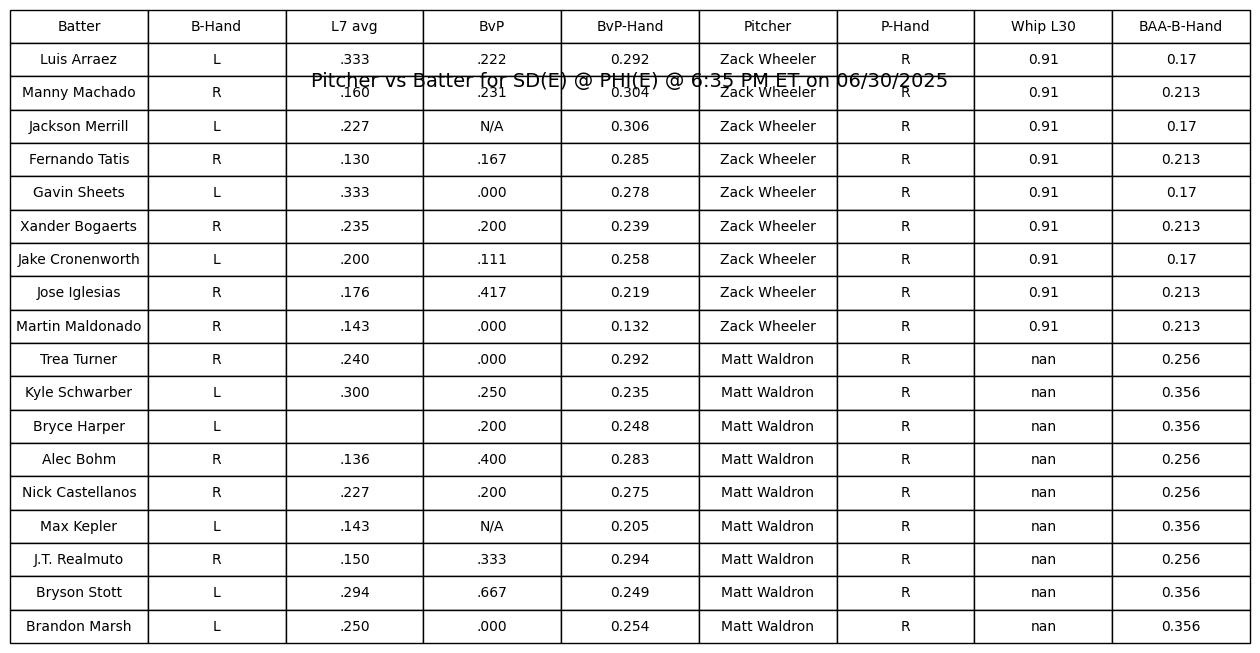 Batter B-Hand L7 avg BvP BvP-Hand Pitcher P-Hand Whip L30 BAA-B-Hand
Luis Arraez L .333 .222 0.292 Zack Wheeler R 0.91 0.17
Pitcher vs Batter for SD(E) @ PHI(E) @ 6:35 PM ET on 06/30/2025
Manny Machado R .160 .231 0.304 Zack Wheeler R 0.91 0.213
Jackson Merrill L .227 N/A 0.306 Zack Wheeler R 0.91 0.17
Fernando Tatis R .130 .167 0.285 Zack Wheeler R 0.91 0.213
Gavin Sheets L .333 .000 0.278 Zack Wheeler R 0.91 0.17
Xander Bogaerts R .235 .200 0.239 Zack Wheeler R 0.91 0.213
Jake Cronenworth L .200 .111 0.258 Zack Wheeler R 0.91 0.17
Jose Iglesias R .176 .417 0.219 Zack Wheeler R 0.91 0.213
Martin Maldonado R .143 .000 0.132 Zack Wheeler R 0.91 0.213
Trea Turner R .240 .000 0.292 Matt Waldron R nan 0.256
Kyle Schwarber L .300 .250 0.235 Matt Waldron R nan 0.356
Bryce Harper L .200 0.248 Matt Waldron R nan 0.356
Alec Bohm R .136 .400 0.283 Matt Waldron R nan 0.256
Nick Castellanos R .227 .200 0.275 Matt Waldron R nan 0.256
Max Kepler L .143 N/A 0.205 Matt Waldron R nan 0.356
J.T. Realmuto R .150 .333 0.294 Matt Waldron R nan 0.256
Bryson Stott L .294 .667 0.249 Matt Waldron R nan 0.356
Brandon Marsh L .250 .000 0.254 Matt Waldron R nan 0.356